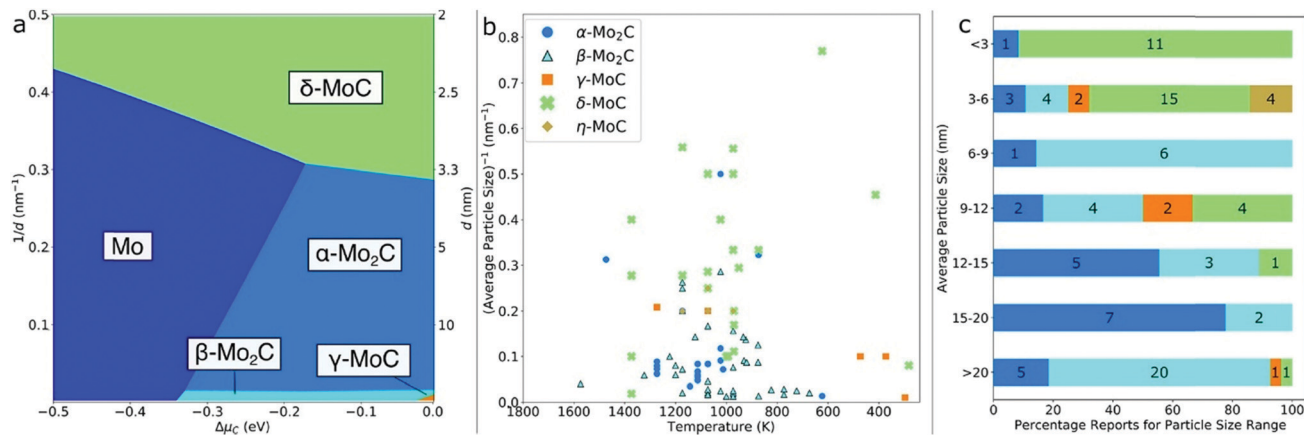 a
0.5
0.4
0.3
0.2
0.1
1/d (nm⁻¹)
δ-MoC
Mo
α-Mo₂C
β-Mo₂C
γ-MoC
2
2.5
3.3
5
10
d (nm)
−0.5 −0.4 −0.3 −0.2 −0.1 0.0
Δμ_C (eV)
b
α-Mo₂C
β-Mo₂C
γ-MoC
δ-MoC
η-MoC
0.8
0.7
0.6
0.5
0.4
0.3
0.2
0.1
0.0
(Average Particle Size)⁻¹ (nm⁻¹)
1800 1600 1400 1200 1000 800 600 400
Temperature (K)
c
Average Particle Size (nm)
<3 1 11
3-6 3 4 2 15 4
6-9 1 6
9-12 2 4 2 4
12-15 5 3 1
15-20 7 2
>20 5 20 1 1
0 20 40 60 80 100
Percentage Reports for Particle Size Range